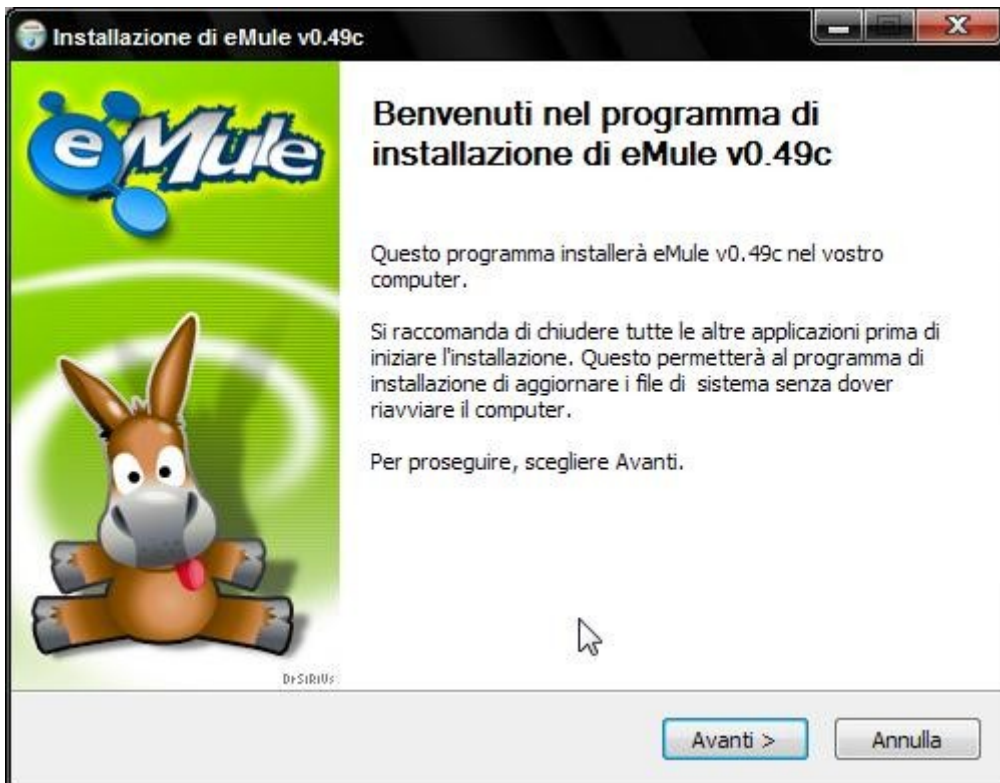 Installazione di eMule v0.49c
eMule
Benvenuti nel programma di
installazione di eMule v0.49c
Questo programma installerà eMule v0.49c nel vostro
computer.
Si raccomanda di chiudere tutte le altre applicazioni prima di
iniziare l'installazione. Questo permetterà al programma di
installazione di aggiornare i file di  sistema senza dover
riavviare il computer.
Per proseguire, scegliere Avanti.
DrSiRiUs
Avanti >
Annulla